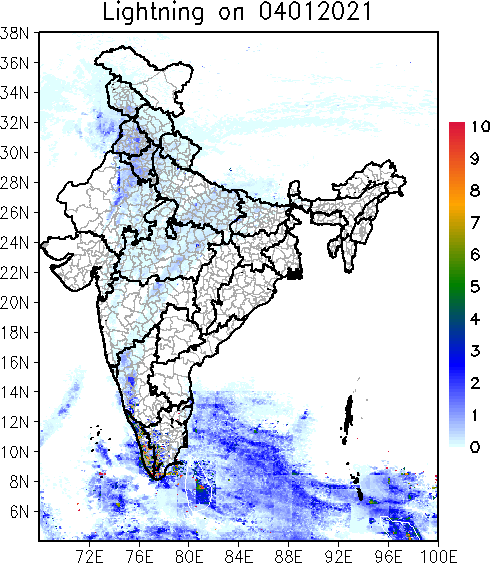 Lightning on 04012021
38N
36N
34N
32N
30N
28N
26N
24N
22N
20N
18N
16N
14N
12N
10N
8N
6N
72E 76E 80E 84E 88E 92E 96E 100E
10
9
8
7
6
5
4
3
2
1
0